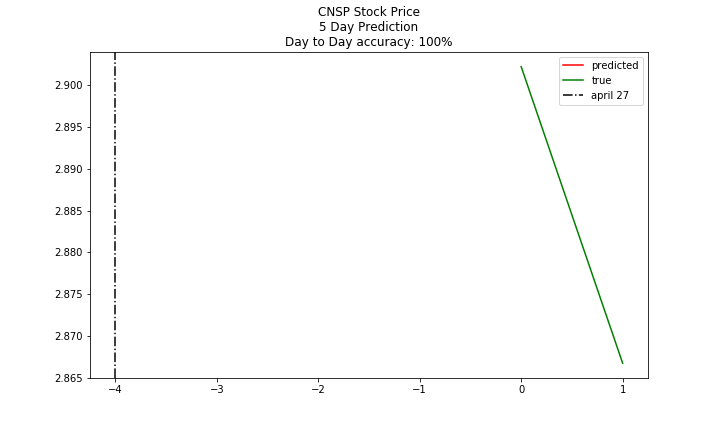 CNSP Stock Price
5 Day Prediction
Day to Day accuracy: 100%
predicted
true
april 27
2.900
2.895
2.890
2.885
2.880
2.875
2.870
2.865
−4
−3
−2
−1
0
1